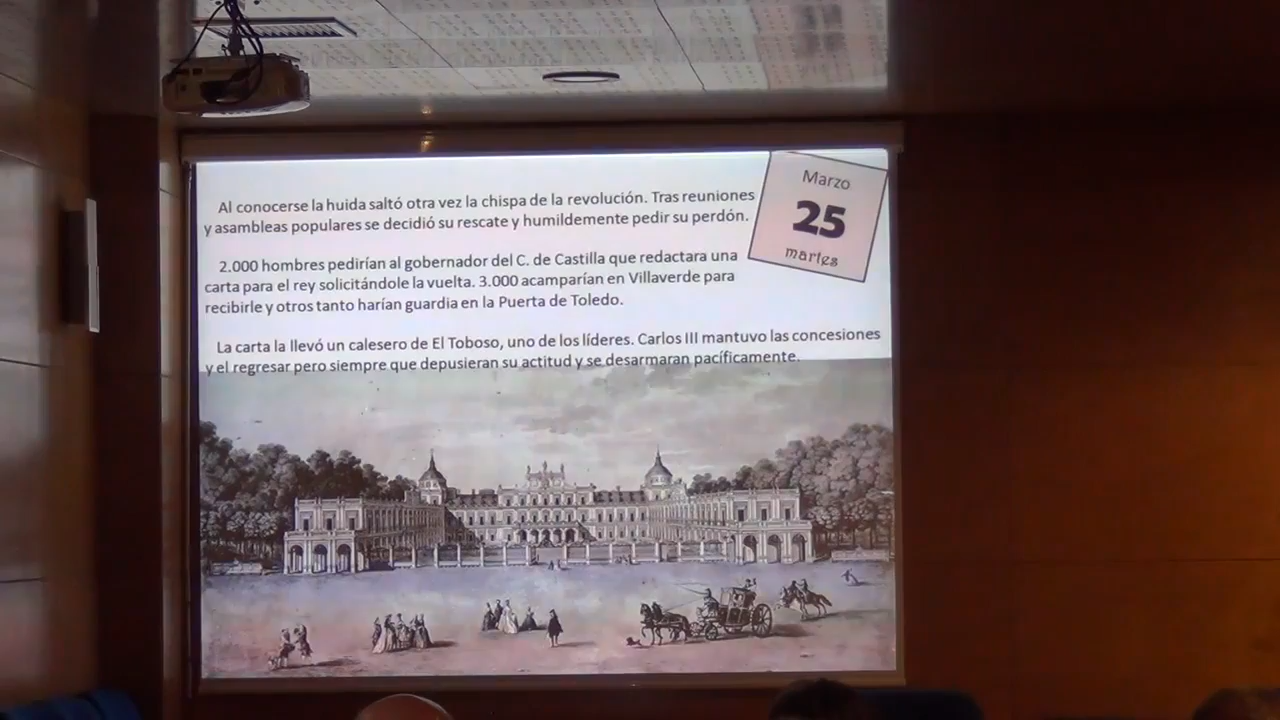 Al conocerse la huida saltó otra vez la chispa de la revolución. Tras reuniones
y asambleas populares se decidió su rescate y humildemente pedir su perdón.
2.000 hombres pedirían al gobernador del C. de Castilla que redactara una
carta para el rey solicitándole la vuelta. 3.000 acamparían en Villaverde para
recibirle y otros tanto harían guardia en la Puerta de Toledo.
La carta la llevó un calesero de El Toboso, uno de los líderes. Carlos III mantuvo las concesiones
y el regresar pero siempre que depusieran su actitud y se desarmaran pacíficamente.
Marzo
25
martes